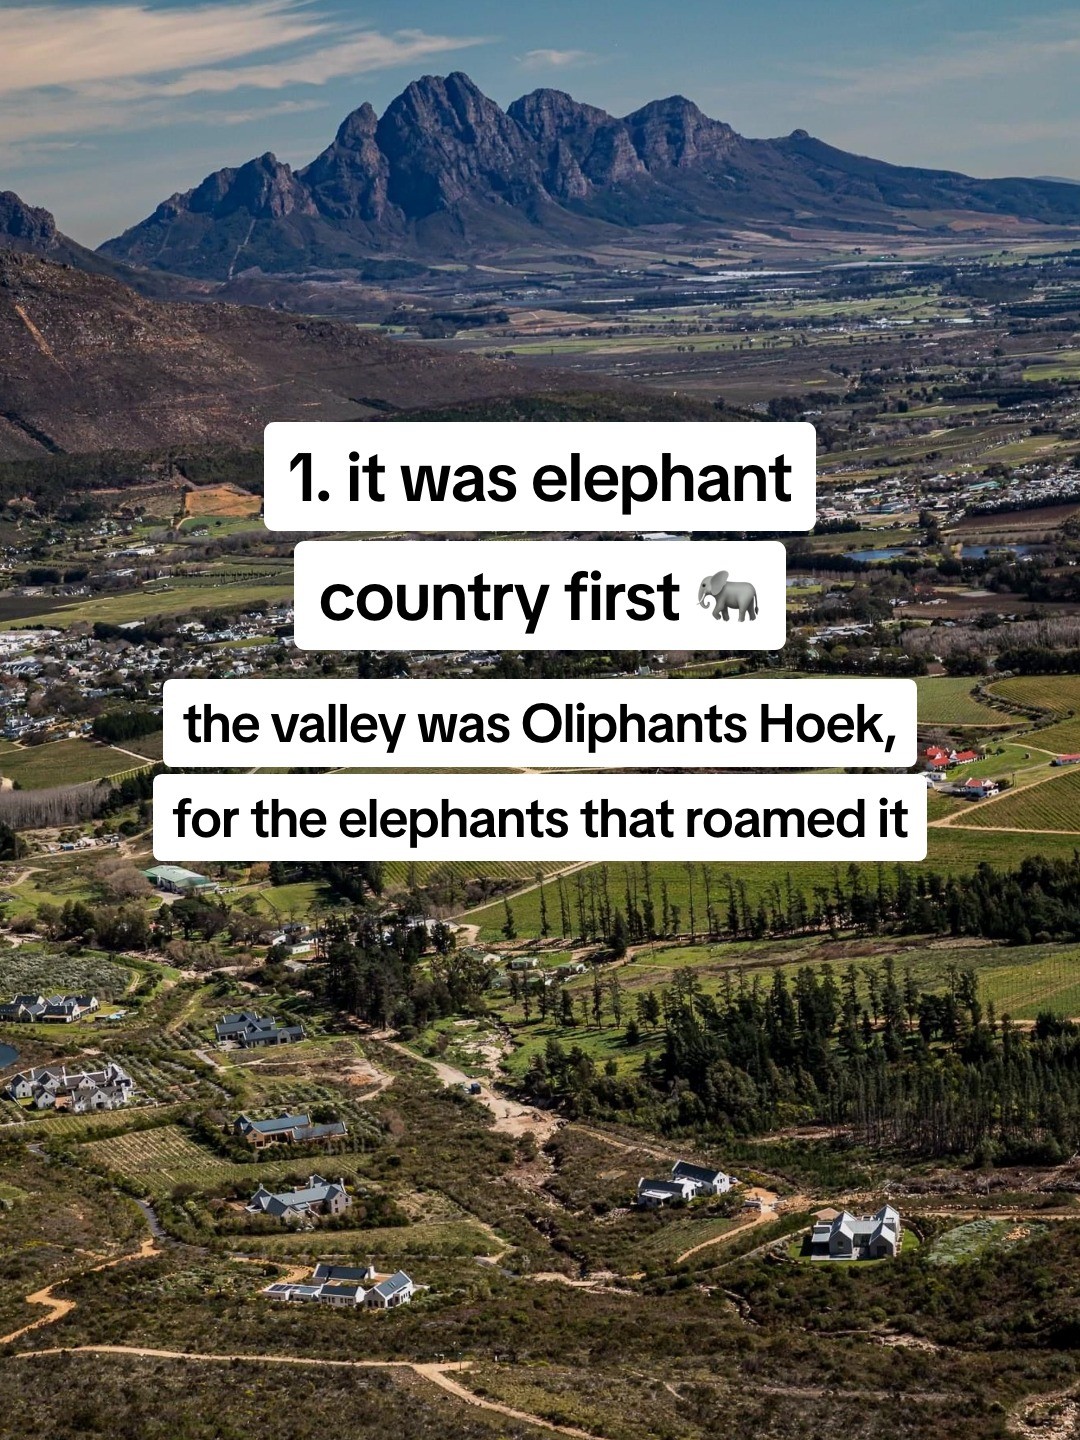 1. it was elephant
country first 🐘
the valley was Oliphants Hoek,
for the elephants that roamed it